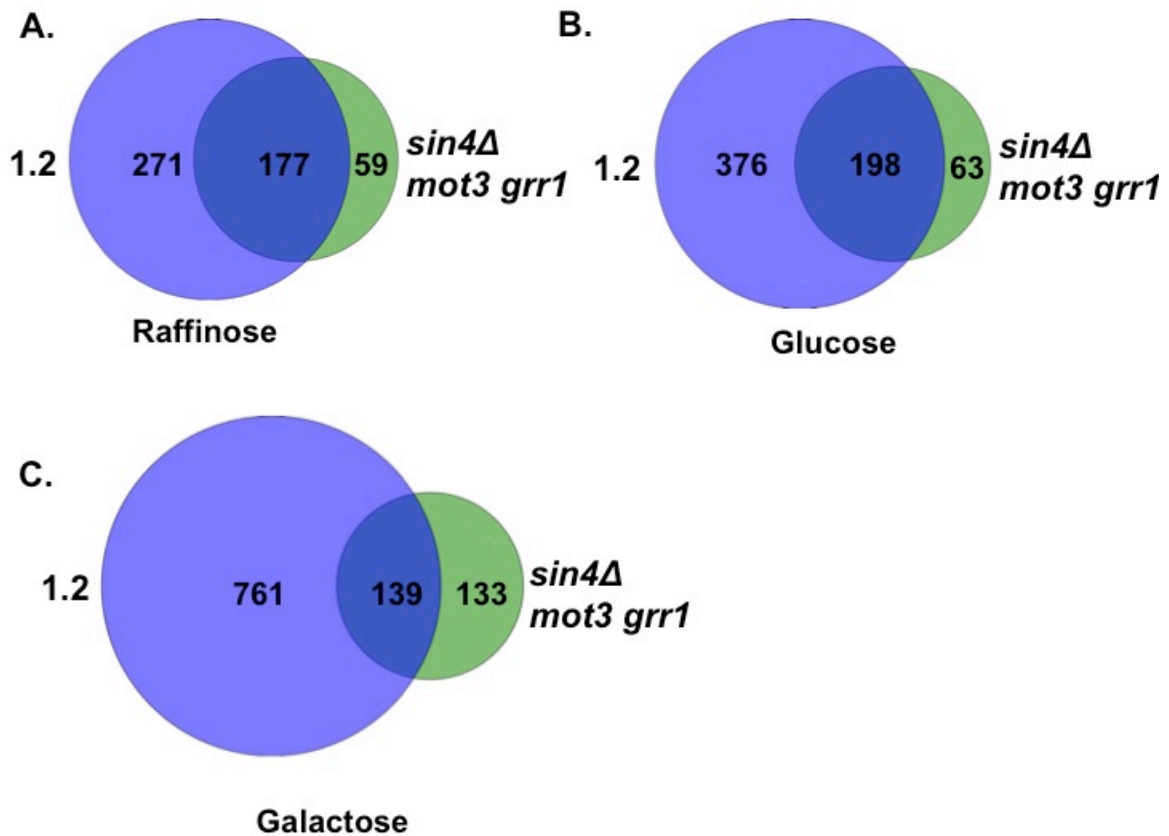 A.
1.2
271
177
59
sin4Δ
mot3 grr1
Raffinose
B.
1.2
376
198
63
sin4Δ
mot3 grr1
Glucose
C.
1.2
761
139
133
sin4Δ
mot3 grr1
Galactose